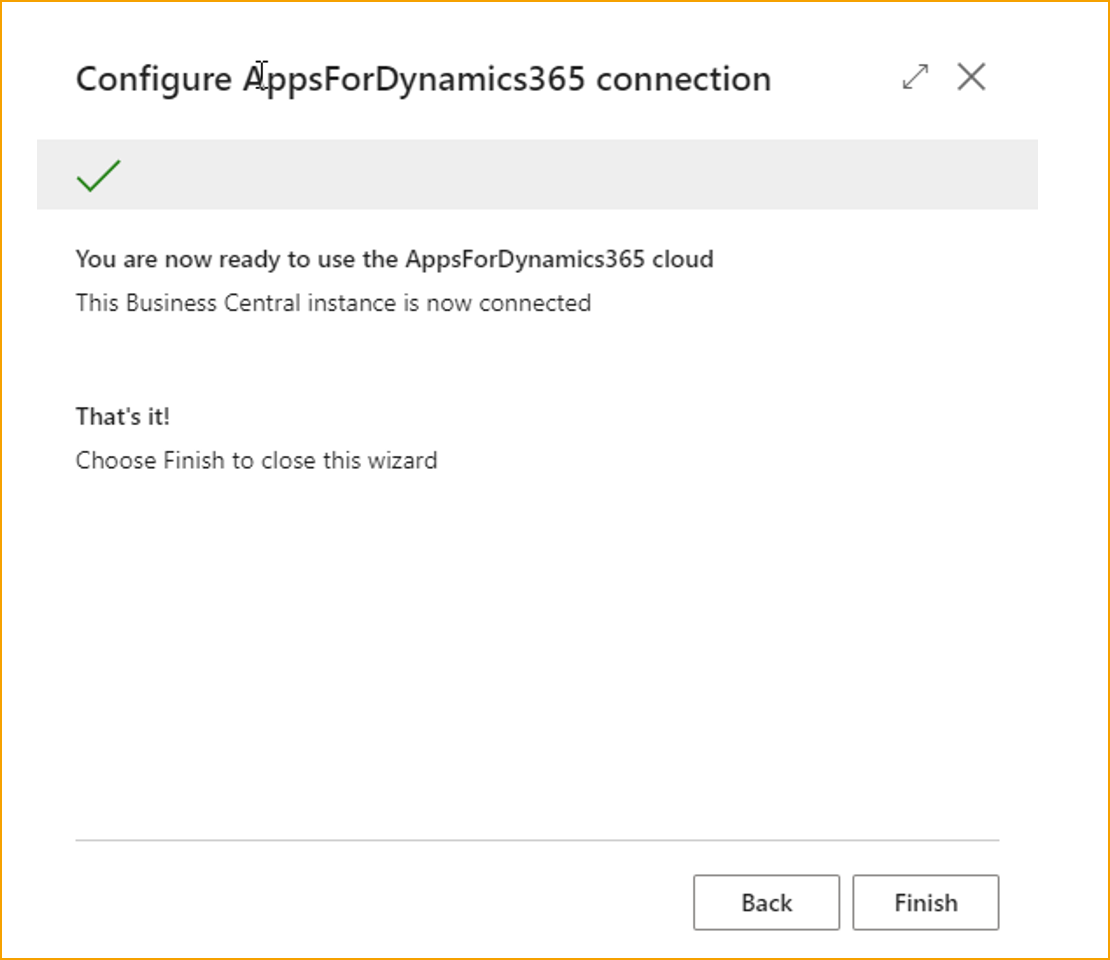 Configure AppsForDynamics365 connection
You are now ready to use the AppsForDynamics365 cloud
This Business Central instance is now connected
That's it!
Choose Finish to close this wizard
Back
Finish